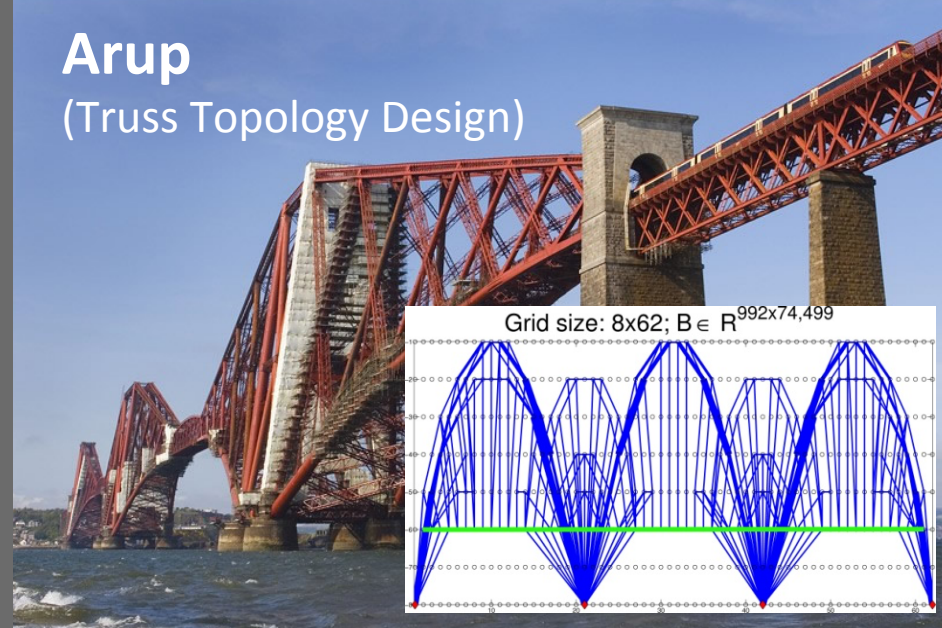 Arup
(Truss Topology Design)
Grid size: 8x62; B ∈ R^992x74,499